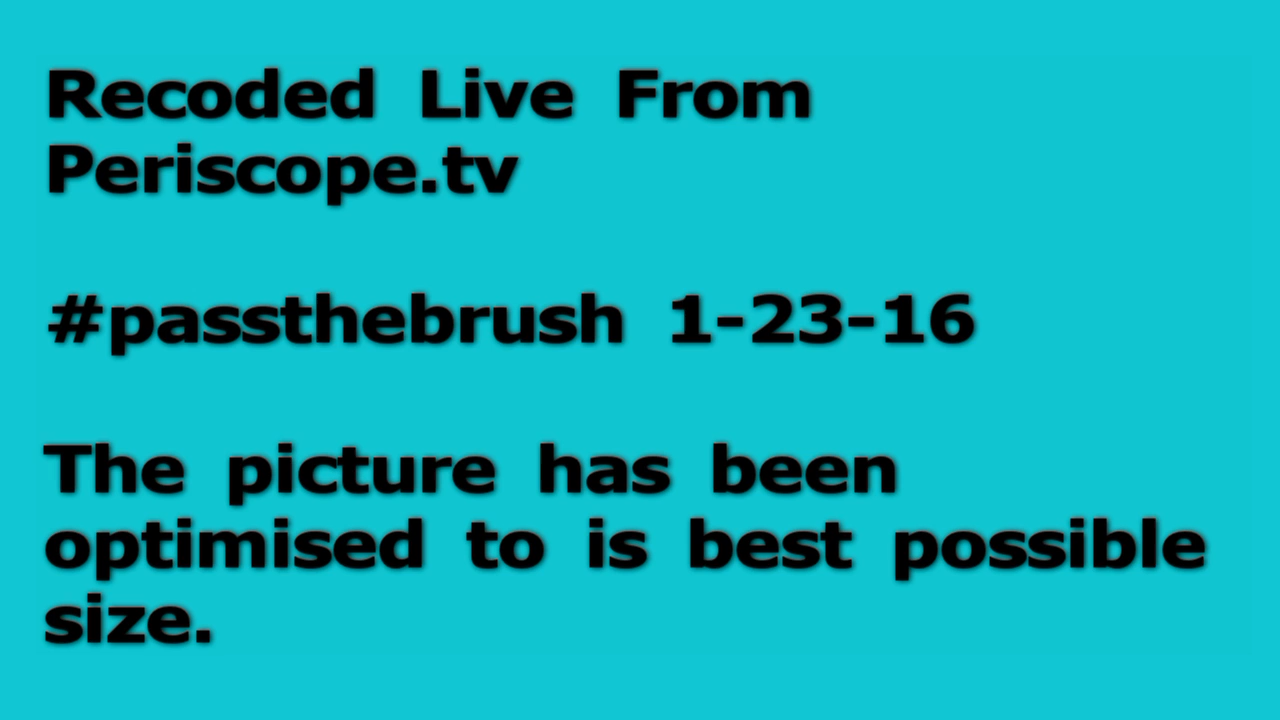 Recoded Live From
Periscope.tv
#passthebrush 1-23-16
The picture has been
optimised to is best possible
size.